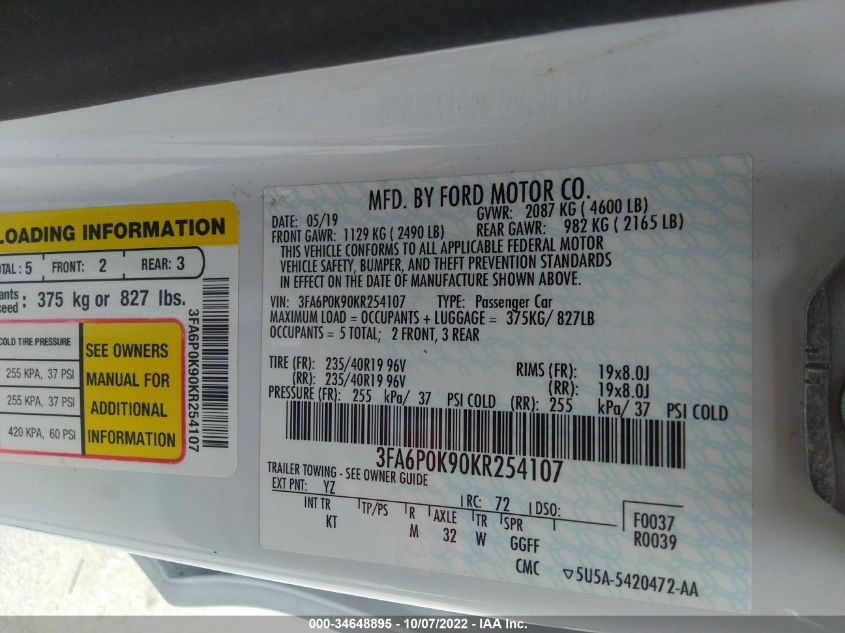 LOADING INFORMATION
TOTAL: 5 FRONT: 2 REAR: 3
375 kg or 827 lbs.
COLD TIRE PRESSURE
255 KPA, 37 PSI
255 KPA, 37 PSI
420 KPA, 60 PSI
SEE OWNERS
MANUAL FOR
ADDITIONAL
INFORMATION
3FA6P0K90KR254107
MFD. BY FORD MOTOR CO.
DATE: 05/19 GVWR: 2087 KG ( 4600 LB)
FRONT GAWR: 1129 KG ( 2490 LB) REAR GAWR: 982 KG ( 2165 LB)
THIS VEHICLE CONFORMS TO ALL APPLICABLE FEDERAL MOTOR
VEHICLE SAFETY, BUMPER, AND THEFT PREVENTION STANDARDS
IN EFFECT ON THE DATE OF MANUFACTURE SHOWN ABOVE.
VIN: 3FA6P0K90KR254107 TYPE: Passenger Car
MAXIMUM LOAD = OCCUPANTS + LUGGAGE = 375KG/ 827LB
OCCUPANTS = 5 TOTAL; 2 FRONT, 3 REAR
TIRE (FR): 235/40R19 96V RIMS (FR): 19x8.0J
(RR): 235/40R19 96V (RR): 19x8.0J
PRESSURE (FR): 255 kPa/ 37 PSI COLD (RR): 255 kPa/ 37 PSI COLD
3FA6P0K90KR254107
TRAILER TOWING - SEE OWNER GUIDE
EXT PNT: YZ RC: 72 DSO:
INT TR TP/PS R AXLE TR SPR
KT M 32 W GGFF
F0037
R0039
CMC ▽5U5A-5420472-AA
000-34648895 - 10/07/2022 - IAA Inc.